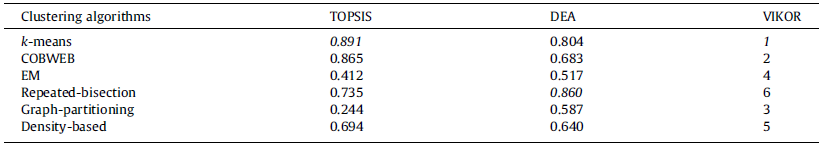 Clustering algorithms TOPSIS DEA VIKOR
k-means 0.891 0.804 1
COBWEB 0.865 0.683 2
EM 0.412 0.517 4
Repeated-bisection 0.735 0.860 6
Graph-partitioning 0.244 0.587 3
Density-based 0.694 0.640 5